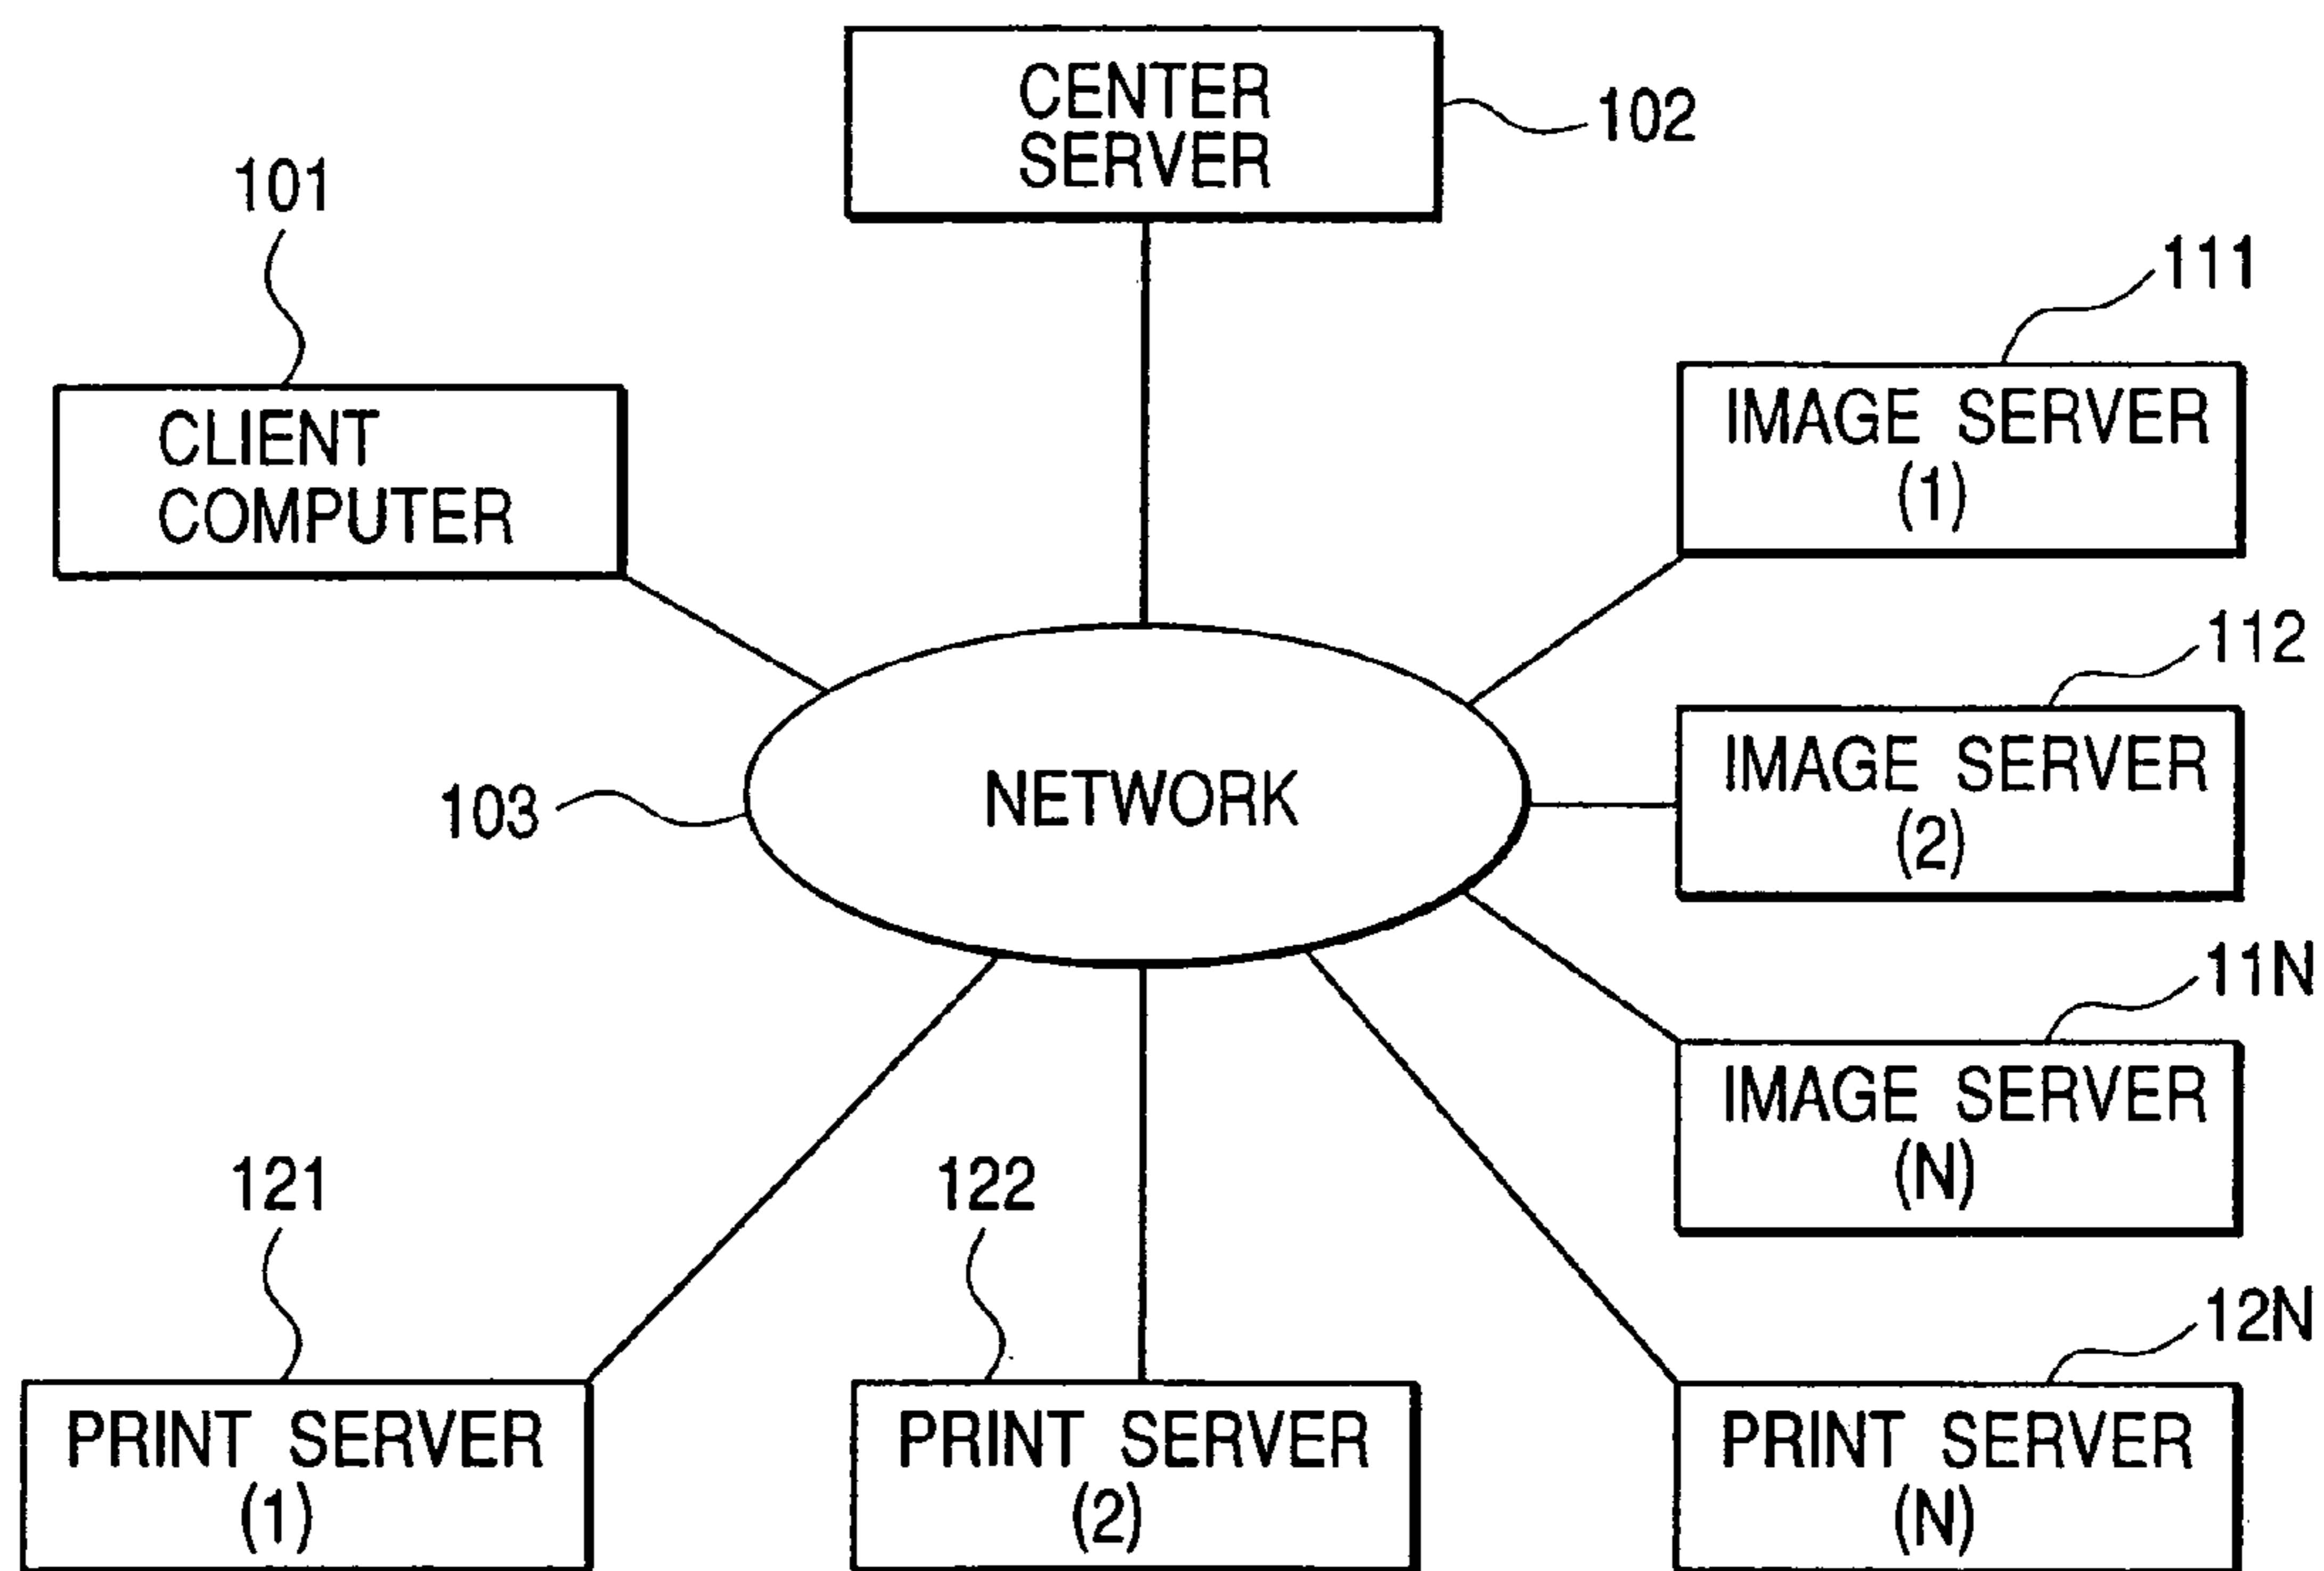 CENTER
SERVER
102
101
CLIENT
COMPUTER
111
IMAGE SERVER
(1)
112
IMAGE SERVER
(2)
103
NETWORK
11N
IMAGE SERVER
(N)
121
PRINT SERVER
(1)
122
PRINT SERVER
(2)
12N
PRINT SERVER
(N)